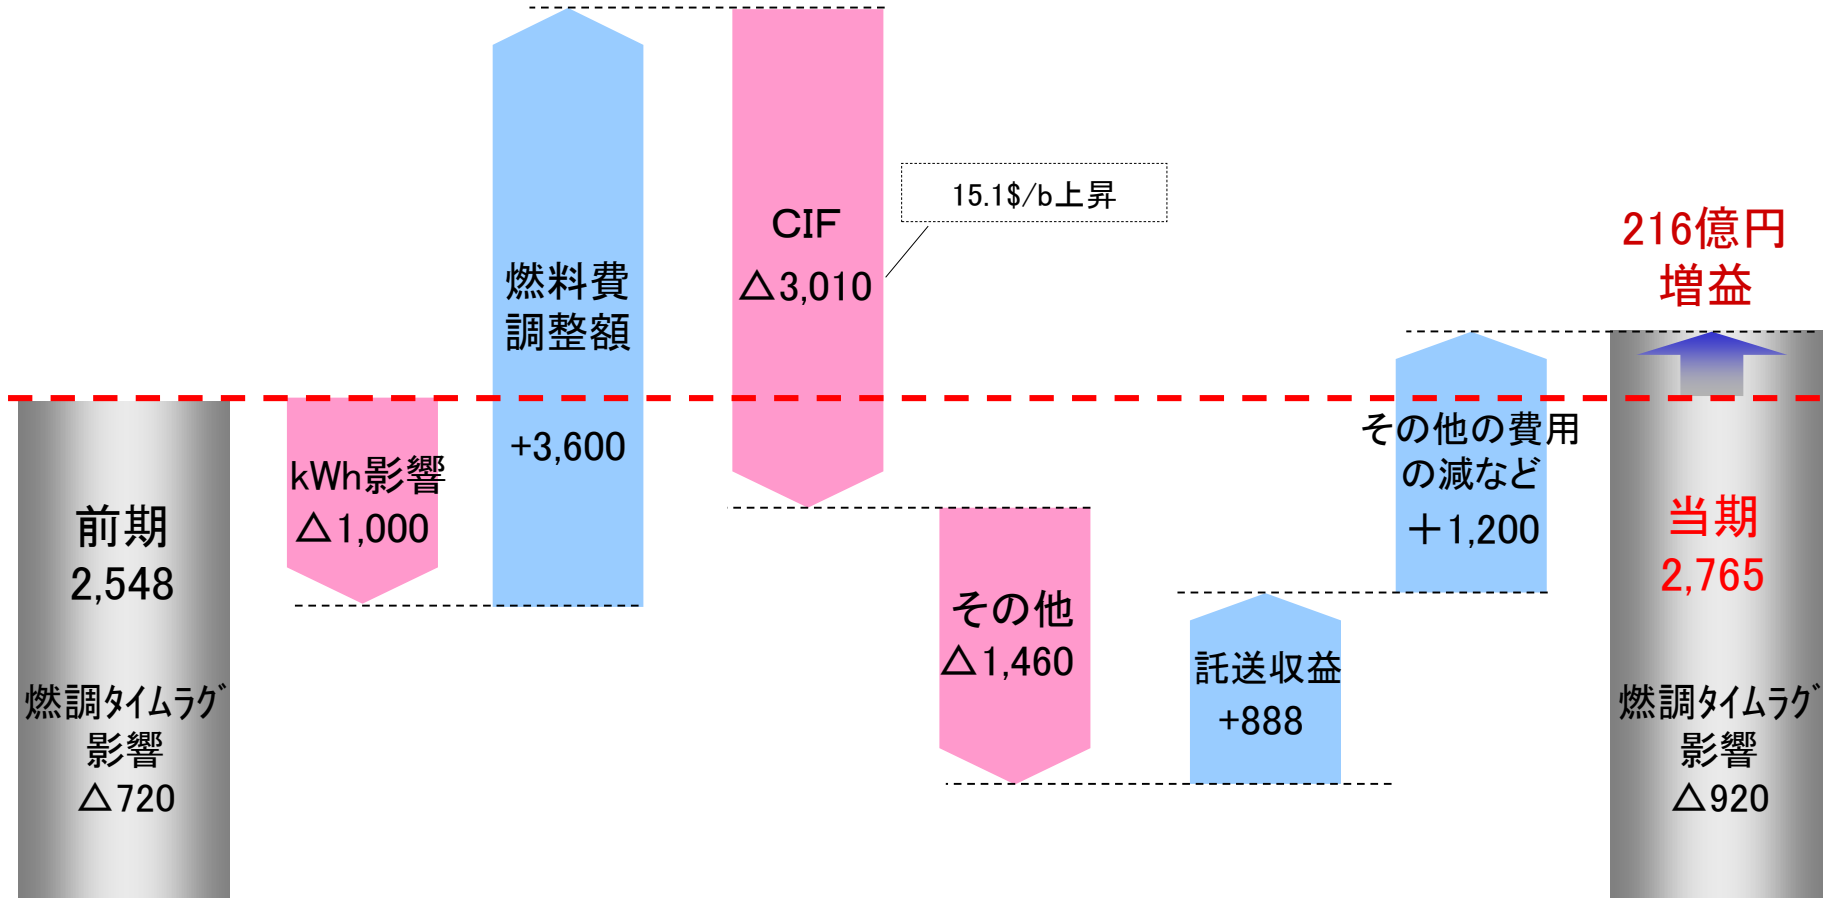 前期
2,548
燃調ﾀｲﾑﾗｸﾞ
影響
△720
kWh影響
△1,000
燃料費
調整額
+3,600
CIF
△3,010
15.1$/b上昇
その他
△1,460
託送収益
+888
その他の費用
の減など
＋1,200
216億円
増益
当期
2,765
燃調ﾀｲﾑﾗｸﾞ
影響
△920